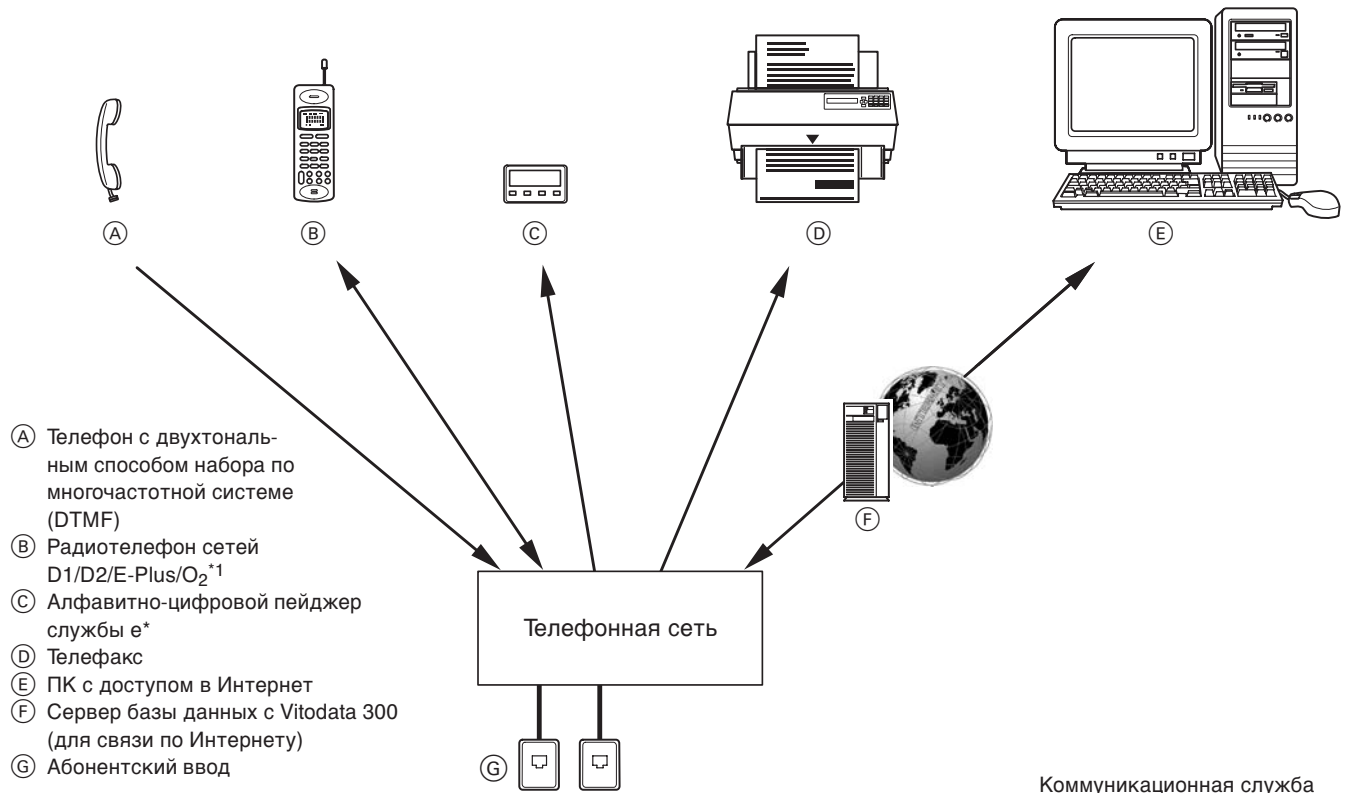 Ⓐ
Ⓑ
Ⓒ
Ⓓ
Ⓔ
Ⓕ
Ⓐ Телефон с двухтональ-
ным способом набора по
многочастотной системе
(DTMF)
Ⓑ Радиотелефон сетей
D1/D2/E-Plus/O2*1
Ⓒ Алфавитно-цифровой пейджер
службы e*
Ⓓ Телефакс
Ⓔ ПК с доступом в Интернет
Ⓕ Сервер базы данных с Vitodata 300
(для связи по Интернету)
Ⓖ Абонентский ввод
Телефонная сеть
Ⓖ
Коммуникационная служба